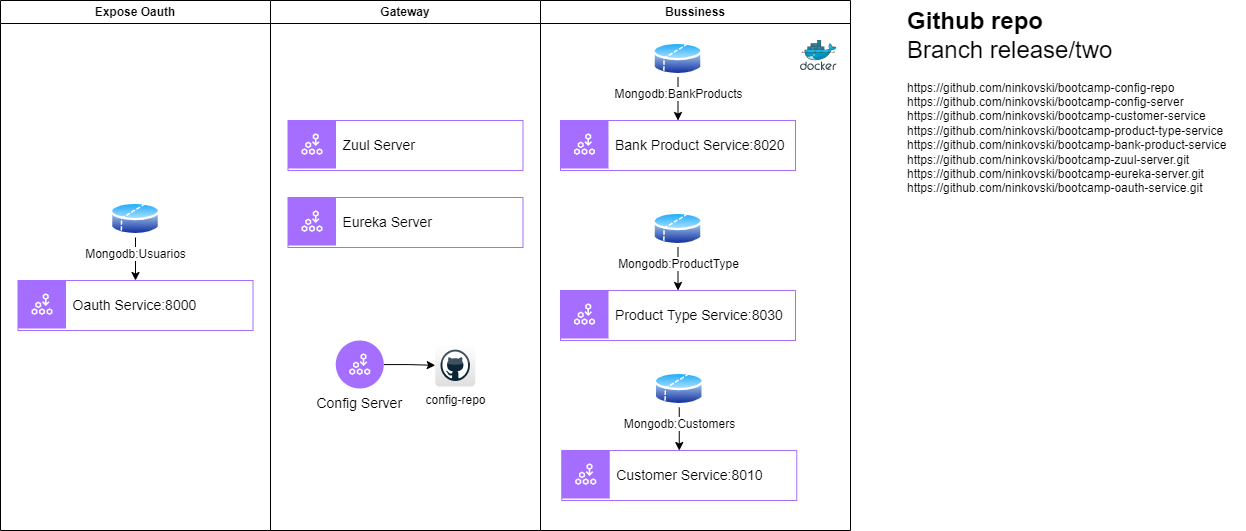 Expose Oauth
Gateway
Bussiness
Mongodb:Usuarios
Oauth Service:8000
Zuul Server
Eureka Server
Config Server
config-repo
docker
Mongodb:BankProducts
Bank Product Service:8020
Mongodb:ProductType
Product Type Service:8030
Mongodb:Customers
Customer Service:8010
Github repo
Branch release/two
https://github.com/ninkovski/bootcamp-config-repo
https://github.com/ninkovski/bootcamp-config-server
https://github.com/ninkovski/bootcamp-customer-service
https://github.com/ninkovski/bootcamp-product-type-service
https://github.com/ninkovski/bootcamp-bank-product-service
https://github.com/ninkovski/bootcamp-zuul-server.git
https://github.com/ninkovski/bootcamp-eureka-server.git
https://github.com/ninkovski/bootcamp-oauth-service.git